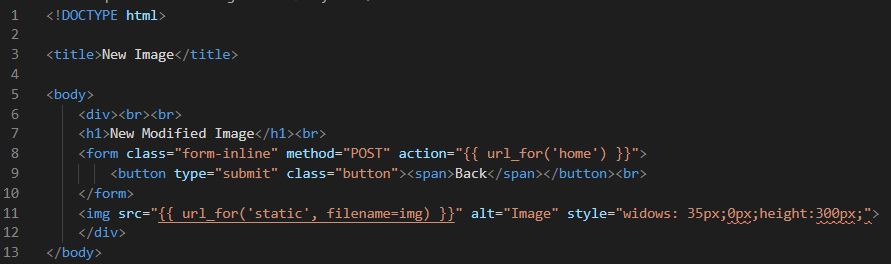 1 <!DOCTYPE html>
2
3 <title>New Image</title>
4
5 <body>
6 <div><br><br>
7 <h1>New Modified Image</h1><br>
8 <form class="form-inline" method="POST" action="{{ url_for('home') }}">
9 <button type="submit" class="button"><span>Back</span></button><br>
10 </form>
11 <img src="{{ url_for('static', filename=img) }}" alt="Image" style="widows: 35px;0px;height:300px;">
12 </div>
13 </body>